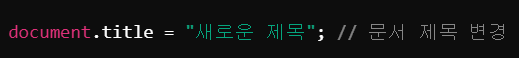 document.title = "새로운 제목"; // 문서 제목 변경